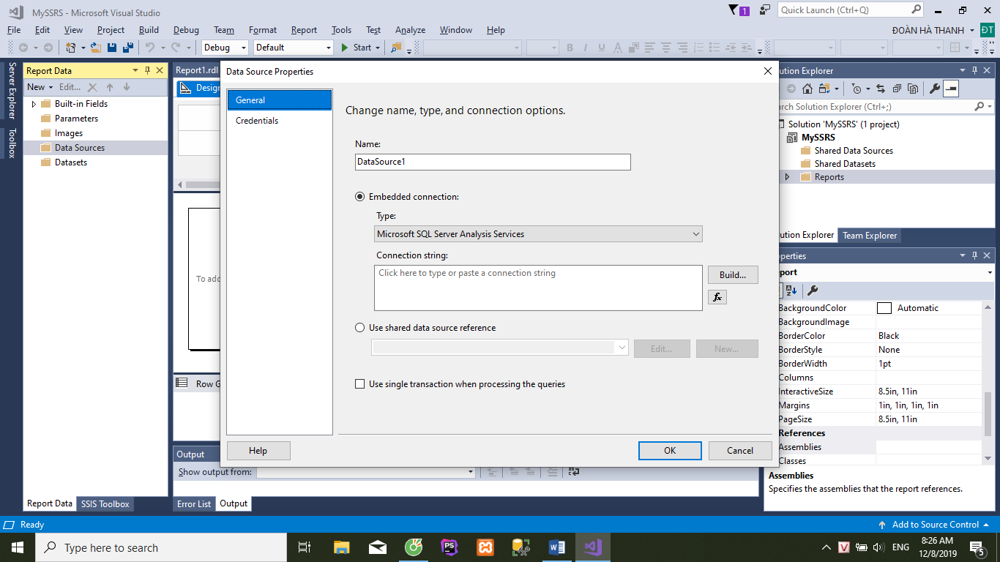 MySSRS - Microsoft Visual Studio
1
Quick Launch (Ctrl+Q)
File Edit View Project Build Debug Team Format Report Tools Test Analyze Window Help
ĐOÀN HÀ THANH
ĐT
Debug
Default
Start
B I U A
Server Explorer
Toolbox
Report Data
New
Edit...
Built-in Fields
Parameters
Images
Data Sources
Datasets
Report Data
SSIS Toolbox
Report1.rdl
Design
To add
Row G
Data Source Properties
General
Credentials
Change name, type, and connection options.
Name:
DataSource1
Embedded connection:
Type:
Microsoft SQL Server Analysis Services
Connection string:
Click here to type or paste a connection string
Build...
fx
Use shared data source reference
Edit...
New...
Use single transaction when processing the queries
Help
OK
Cancel
Output
Show output from:
Error List
Output
ution Explorer
rch Solution Explorer (Ctrl+;)
Solution 'MySSRS' (1 project)
MySSRS
Shared Data Sources
Shared Datasets
Reports
ution Explorer
Team Explorer
perties
port
BackgroundColor Automatic
BackgroundImage
BorderColor Black
BorderStyle None
BorderWidth 1pt
Columns
InteractiveSize 8.5in, 11in
Margins 1in, 1in, 1in, 1in
PageSize 8.5in, 11in
References
Assemblies
Classes
Assemblies
Specifies the assemblies that the report references.
Ready
Add to Source Control
Type here to search
PS
W
V
ENG
8:26 AM
12/8/2019
5